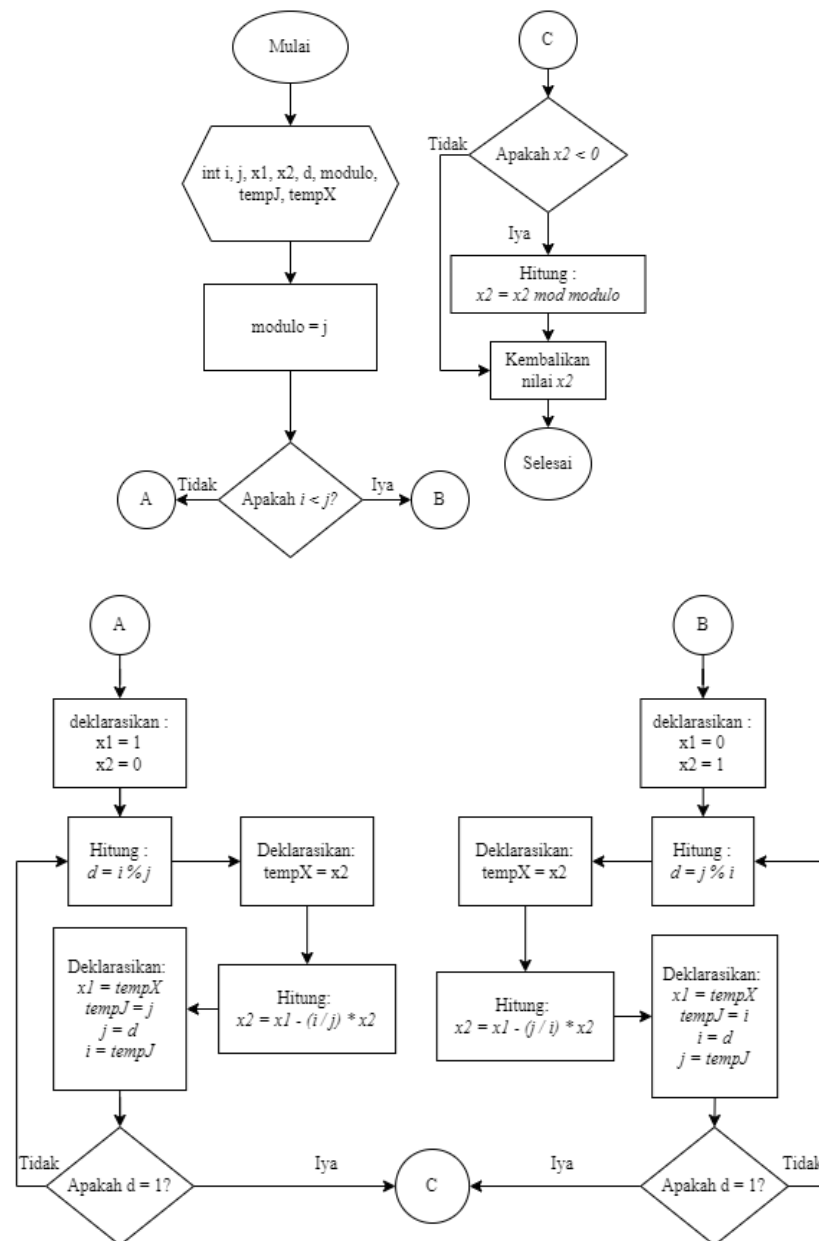 Mulai
int i, j, x1, x2, d, modulo,
tempJ, tempX
modulo = j
Apakah i < j?
Tidak
A
Iya
B
C
Apakah x2 < 0
Tidak
Iya
Hitung :
x2 = x2 mod modulo
Kembalikan
nilai x2
Selesai
A
deklarasikan :
x1 = 1
x2 = 0
Hitung :
d = i % j
Deklarasikan:
tempX = x2
Hitung:
x2 = x1 - (i / j) * x2
Deklarasikan:
x1 = tempX
tempJ = j
j = d
i = tempJ
Apakah d = 1?
Tidak
Iya
C
B
deklarasikan :
x1 = 0
x2 = 1
Hitung :
d = j % i
Deklarasikan:
tempX = x2
Hitung:
x2 = x1 - (j / i) * x2
Deklarasikan:
x1 = tempX
tempJ = i
i = d
j = tempJ
Apakah d = 1?
Iya
Tidak